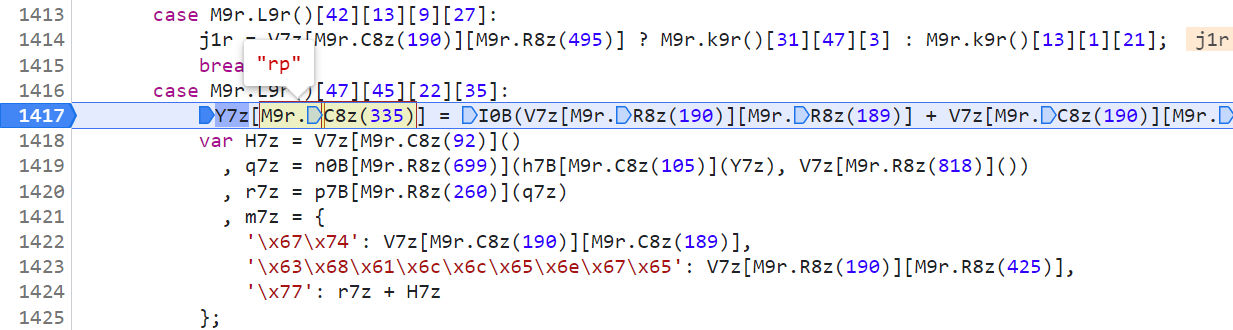 1413 case M9r.L9r()[42][13][9][27]:
1414 j1r = V7z[M9r.C8z(190)][M9r.R8z(495)] ? M9r.k9r()[31][47][3] : M9r.k9r()[13][1][21]; j1r
1415 brea
"rp"
1416 case M9r.L )[47][45][22][35]:
1417 Y7z[M9r.C8z(335)] = I0B(V7z[M9r.R8z(190)][M9r.R8z(189)] + V7z[M9r.C8z(190)][M9r.
1418 var H7z = V7z[M9r.C8z(92)]()
1419 , q7z = n0B[M9r.R8z(699)](h7B[M9r.C8z(105)](Y7z), V7z[M9r.R8z(818)]())
1420 , r7z = p7B[M9r.R8z(260)](q7z)
1421 , m7z = {
1422 '\x67\x74': V7z[M9r.C8z(190)][M9r.C8z(189)],
1423 '\x63\x68\x61\x6c\x6c\x65\x6e\x67\x65': V7z[M9r.R8z(190)][M9r.R8z(425)],
1424 '\x77': r7z + H7z
1425 };